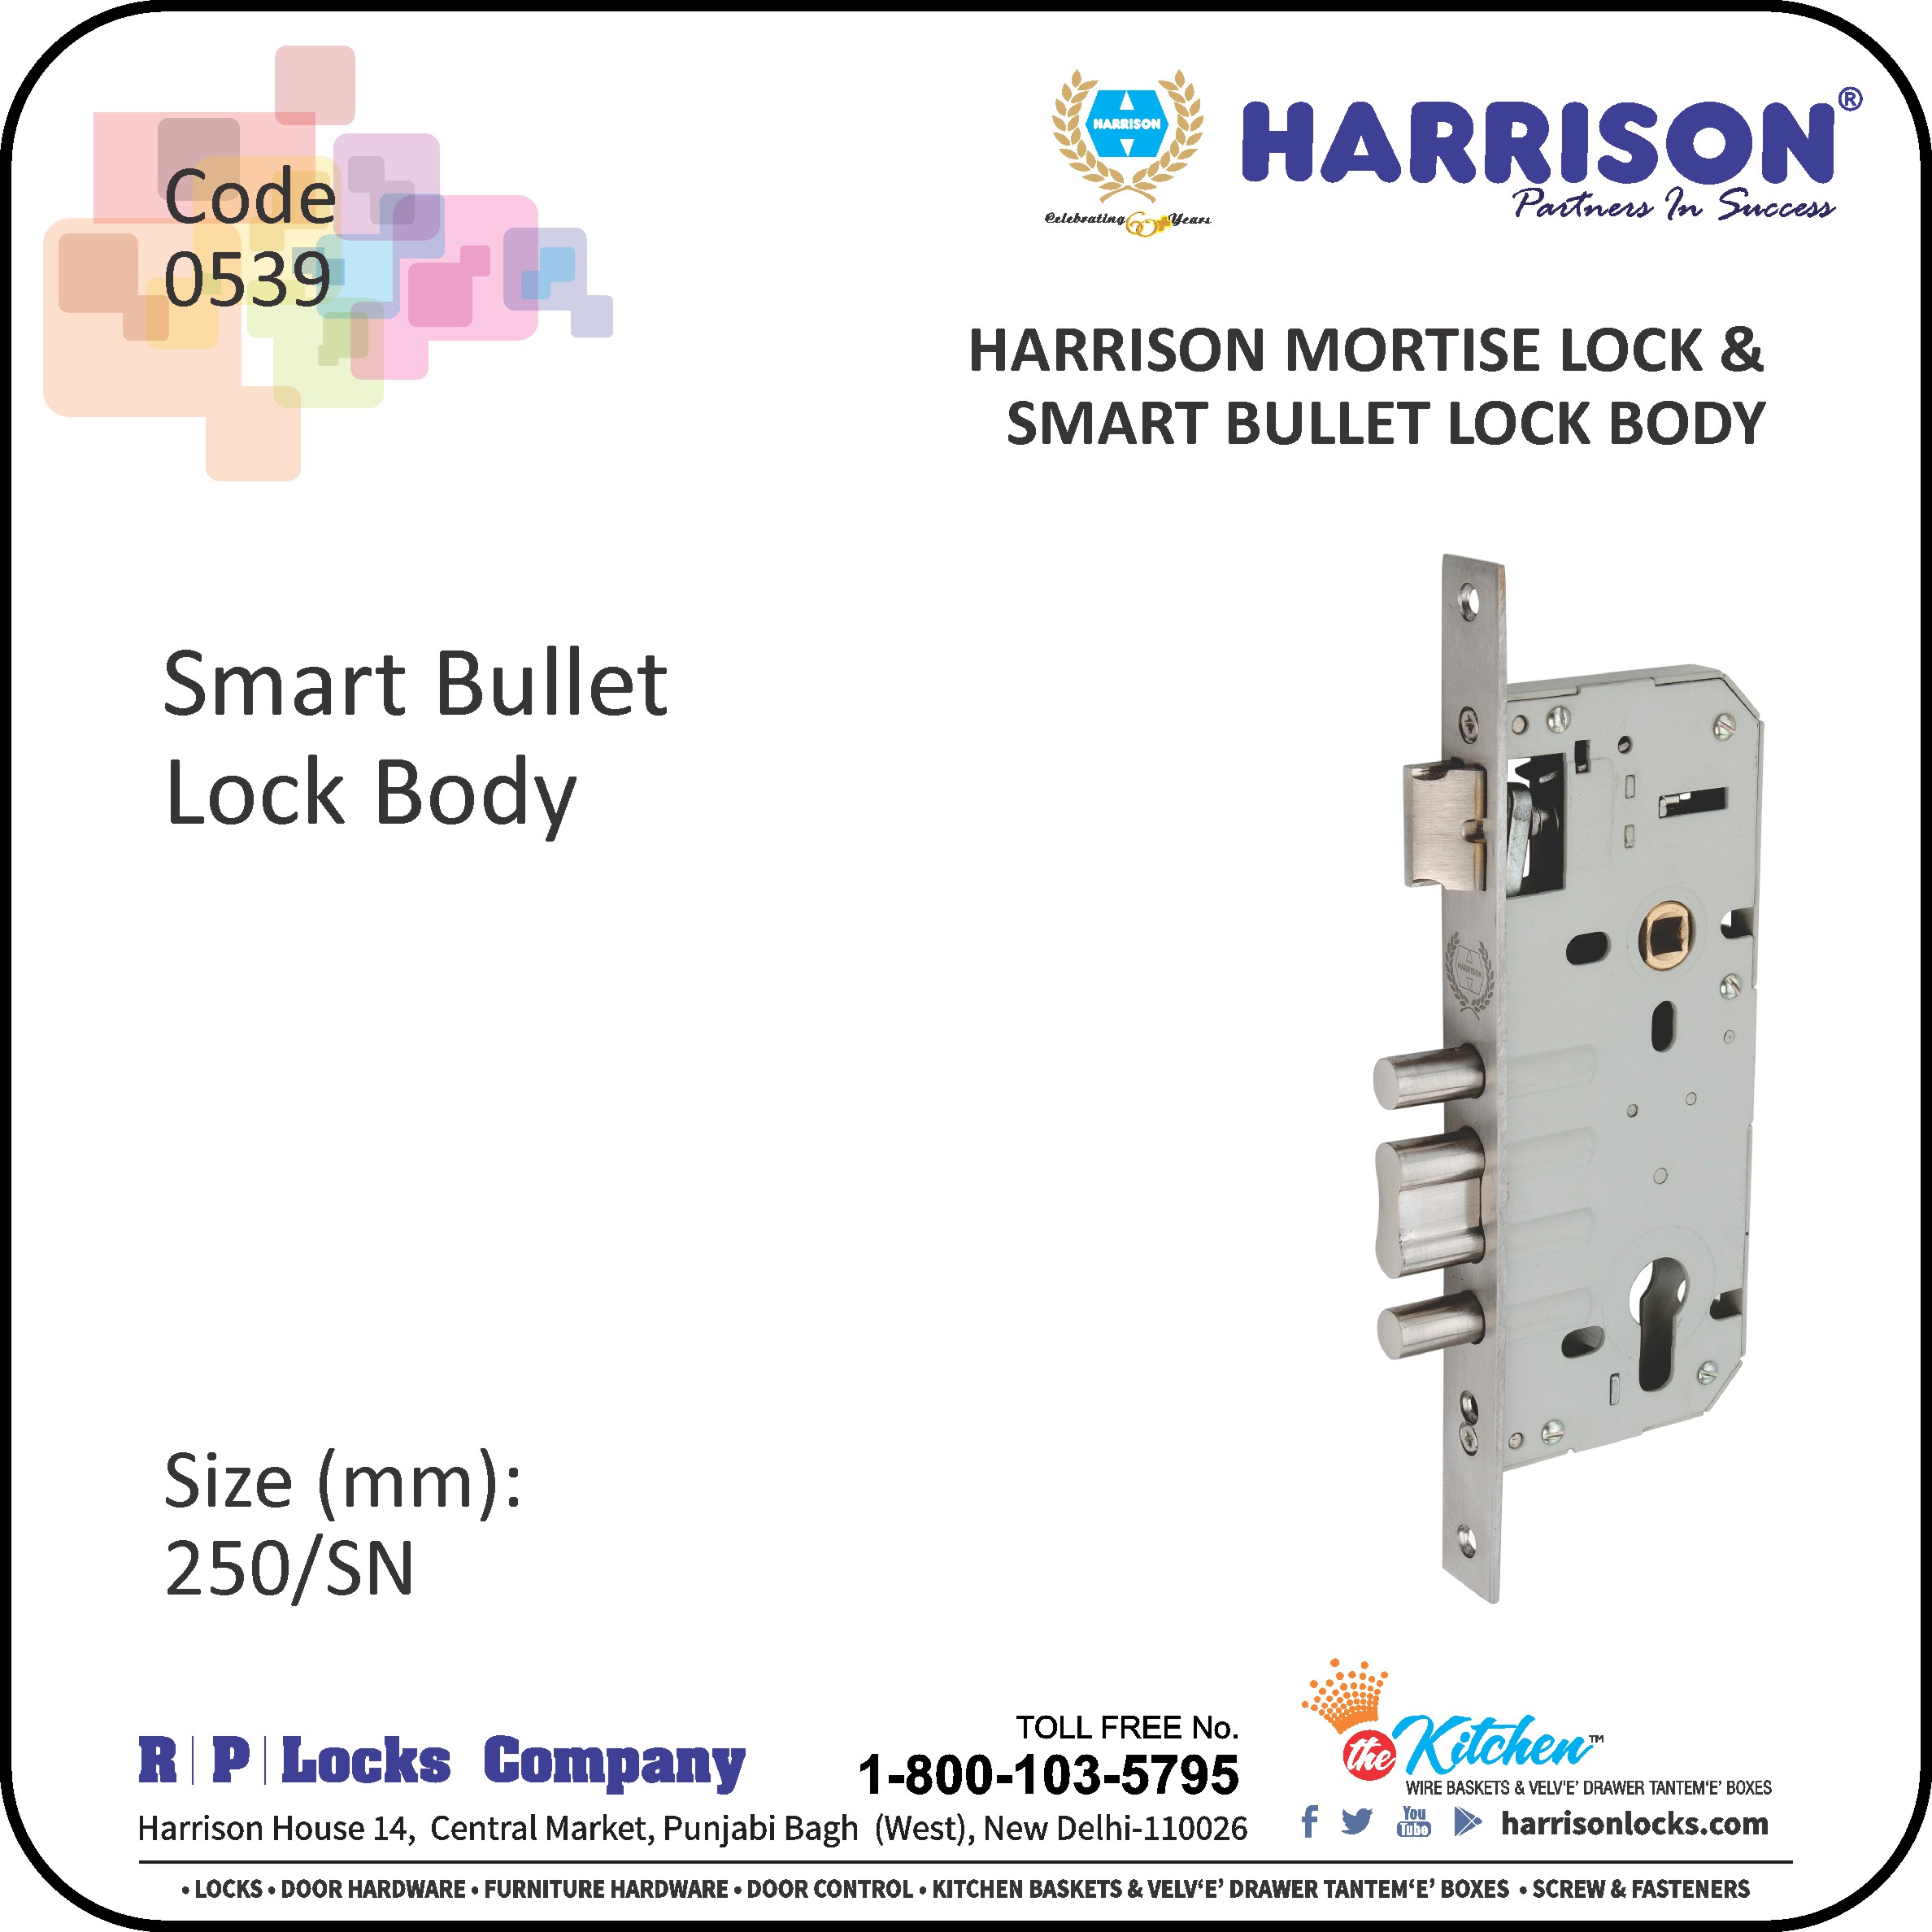 Code
0539
HARRISON
HARRISON®
Partners In Success
Celebrating 60+ Years
HARRISON MORTISE LOCK &
SMART BULLET LOCK BODY
Smart Bullet
Lock Body
HARRISON
Size (mm):
250/SN
R P Locks Company
TOLL FREE No.
1-800-103-5795
Harrison House 14, Central Market, Punjabi Bagh (West), New Delhi-110026
the Kitchen™
WIRE BASKETS & VELV'E' DRAWER TANTEM'E' BOXES
f You Tube harrisonlocks.com
• LOCKS • DOOR HARDWARE • FURNITURE HARDWARE • DOOR CONTROL • KITCHEN BASKETS & VELV‘E’ DRAWER TANTEM‘E’ BOXES • SCREW & FASTENERS